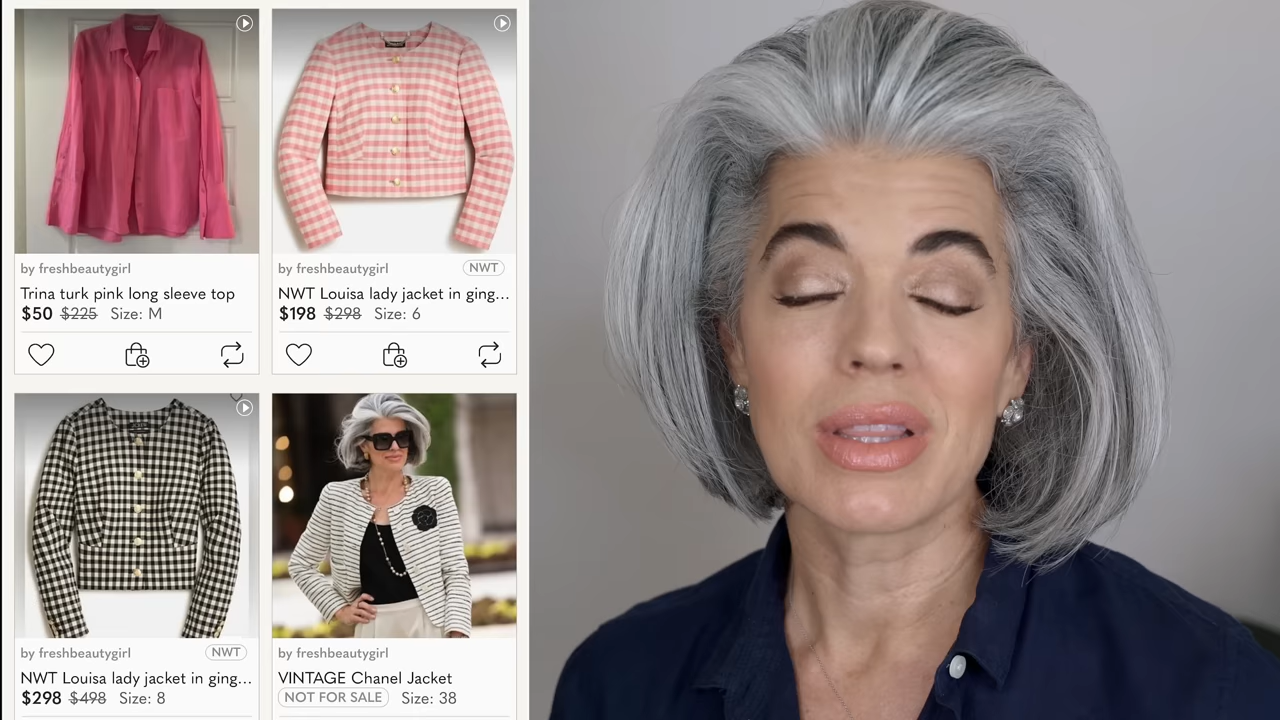 by freshbeautygirl
Trina turk pink long sleeve top
$50 $225 Size: M
by freshbeautygirl NWT
NWT Louisa lady jacket in ging...
$198 $298 Size: 6
by freshbeautygirl NWT
NWT Louisa lady jacket in ging...
$298 $498 Size: 8
by freshbeautygirl
VINTAGE Chanel Jacket
NOT FOR SALE Size: 38